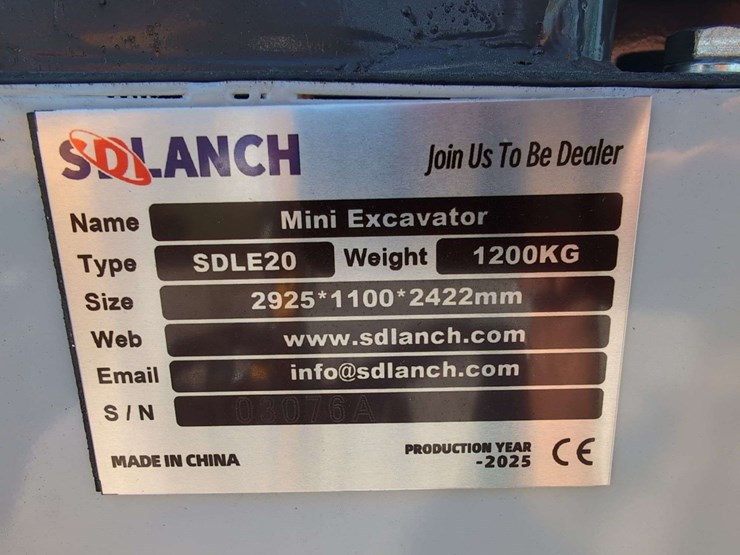 SDLANCH
Join Us To Be Dealer
Name Mini Excavator
Type SDLE20 Weight 1200KG
Size 2925*1100*2422mm
Web www.sdlanch.com
Email info@sdlanch.com
S/N
MADE IN CHINA
PRODUCTION YEAR
-2025
CE